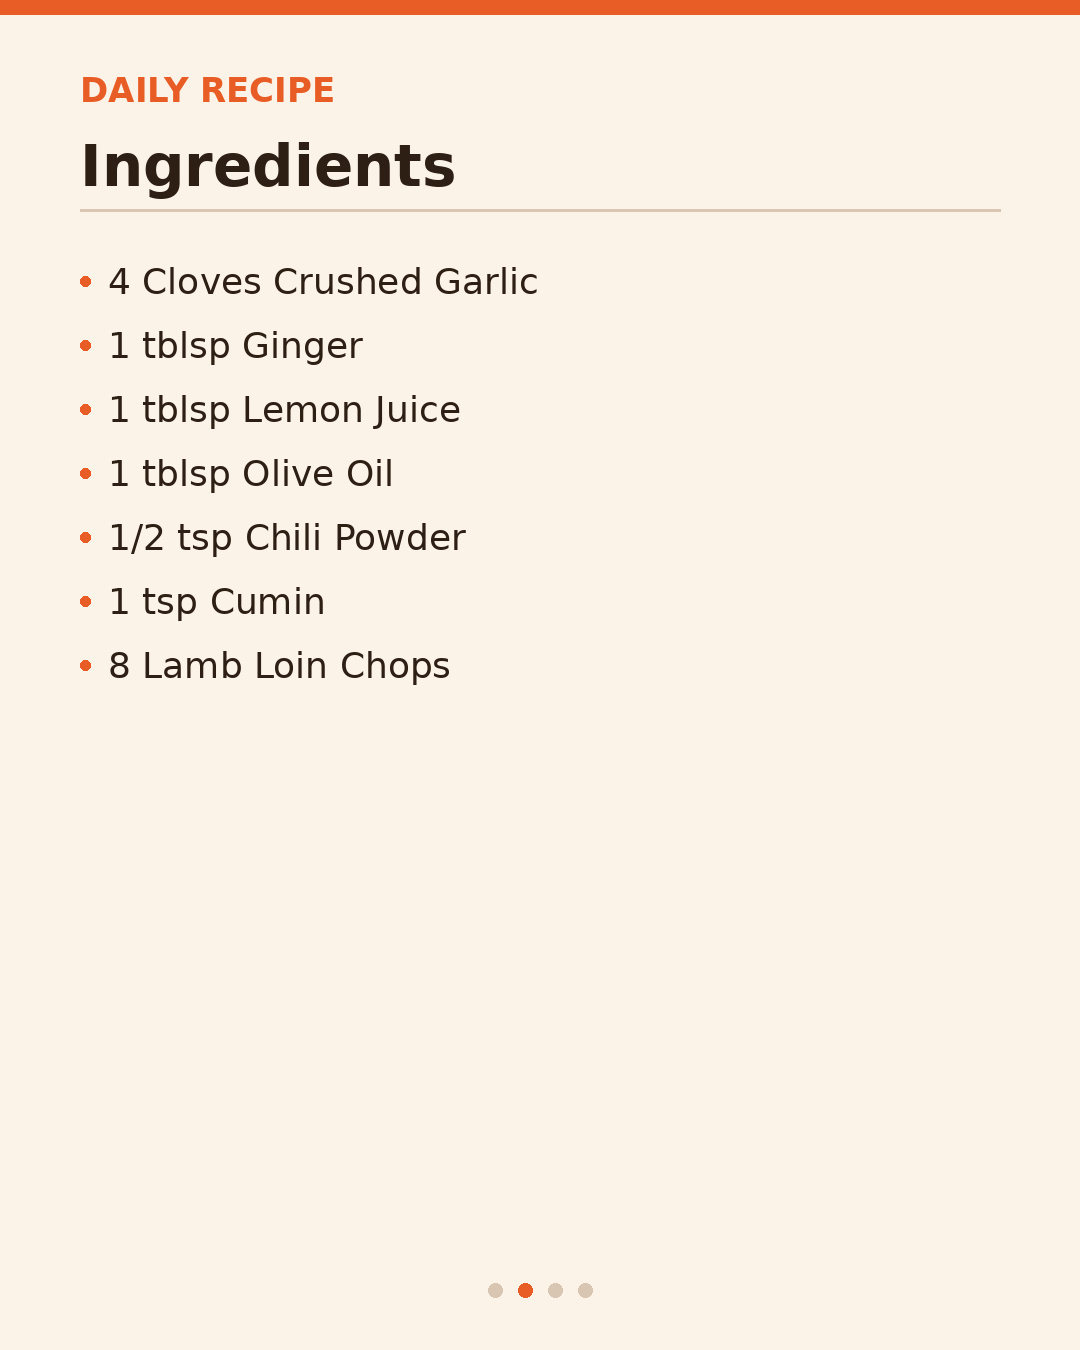 DAILY RECIPE
Ingredients
• 4 Cloves Crushed Garlic
• 1 tblsp Ginger
• 1 tblsp Lemon Juice
• 1 tblsp Olive Oil
• 1/2 tsp Chili Powder
• 1 tsp Cumin
• 8 Lamb Loin Chops